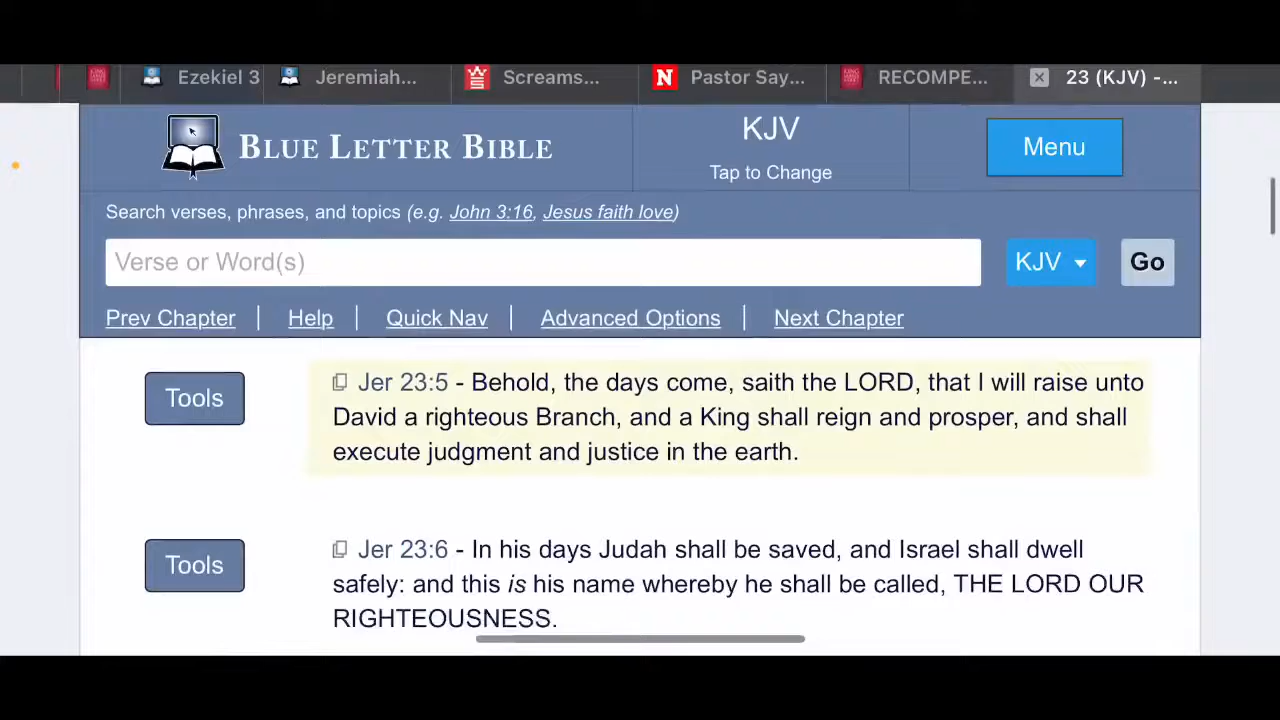 Ezekiel 3 Jeremiah... Screams... Pastor Say... RECOMPE... 23 (KJV) -...
BLUE LETTER BIBLE
KJV
Tap to Change
Menu
Search verses, phrases, and topics (e.g. John 3:16, Jesus faith love)
Verse or Word(s)
KJV
Go
Prev Chapter | Help | Quick Nav | Advanced Options | Next Chapter
Tools
Jer 23:5 - Behold, the days come, saith the LORD, that I will raise unto
David a righteous Branch, and a King shall reign and prosper, and shall
execute judgment and justice in the earth.
Tools
Jer 23:6 - In his days Judah shall be saved, and Israel shall dwell
safely: and this is his name whereby he shall be called, THE LORD OUR
RIGHTEOUSNESS.